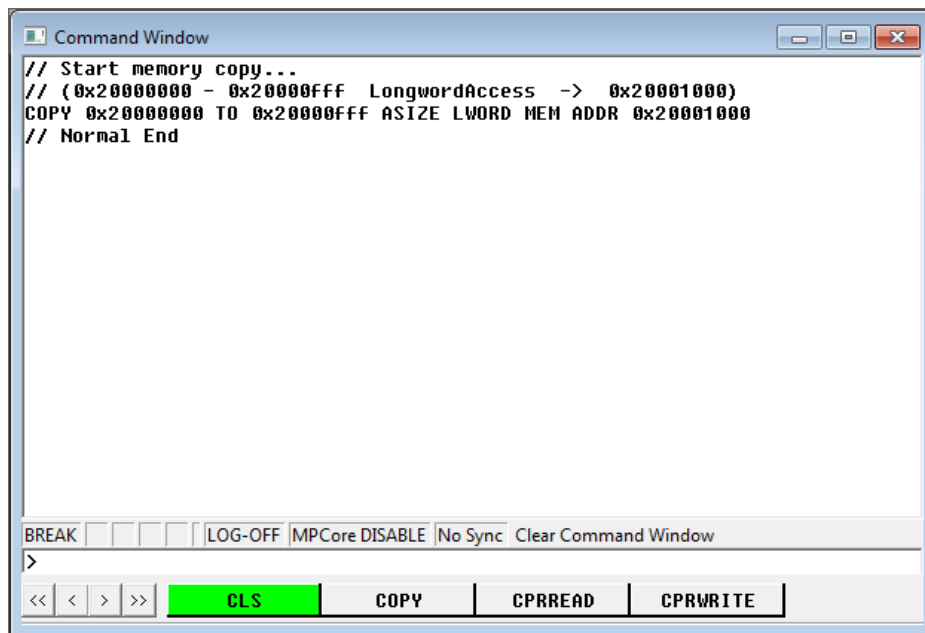 Command Window
// Start memory copy...
// (0x20000000 - 0x20000fff  LongwordAccess  ->  0x20001000)
COPY 0x20000000 TO 0x20000fff ASIZE LWORD MEM ADDR 0x20001000
// Normal End
BREAK LOG-OFF MPCore DISABLE No Sync Clear Command Window
>
<< < > >> CLS COPY CPRREAD CPRWRITE